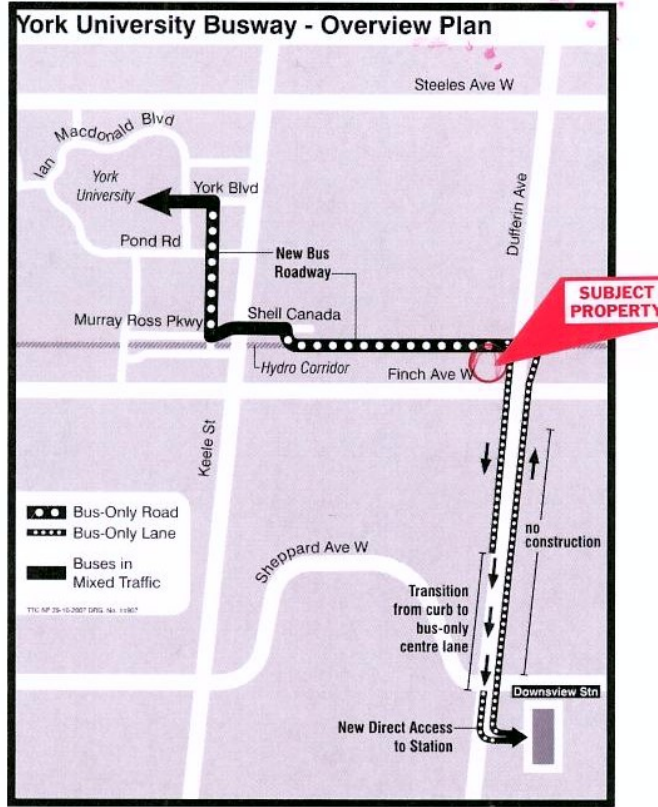 York University Busway - Overview Plan
Steeles Ave W
Ian Macdonald Blvd
York
University
York Blvd
Dufferin Ave
Pond Rd
New Bus
Roadway
SUBJECT
PROPERTY
Murray Ross Pkwy
Shell Canada
Hydro Corridor
Finch Ave W
Keele St
Bus-Only Road
Bus-Only Lane
Buses in
Mixed Traffic
no
construction
Sheppard Ave W
Transition
from curb to
bus-only
centre lane
Downsview Stn
New Direct Access
to Station